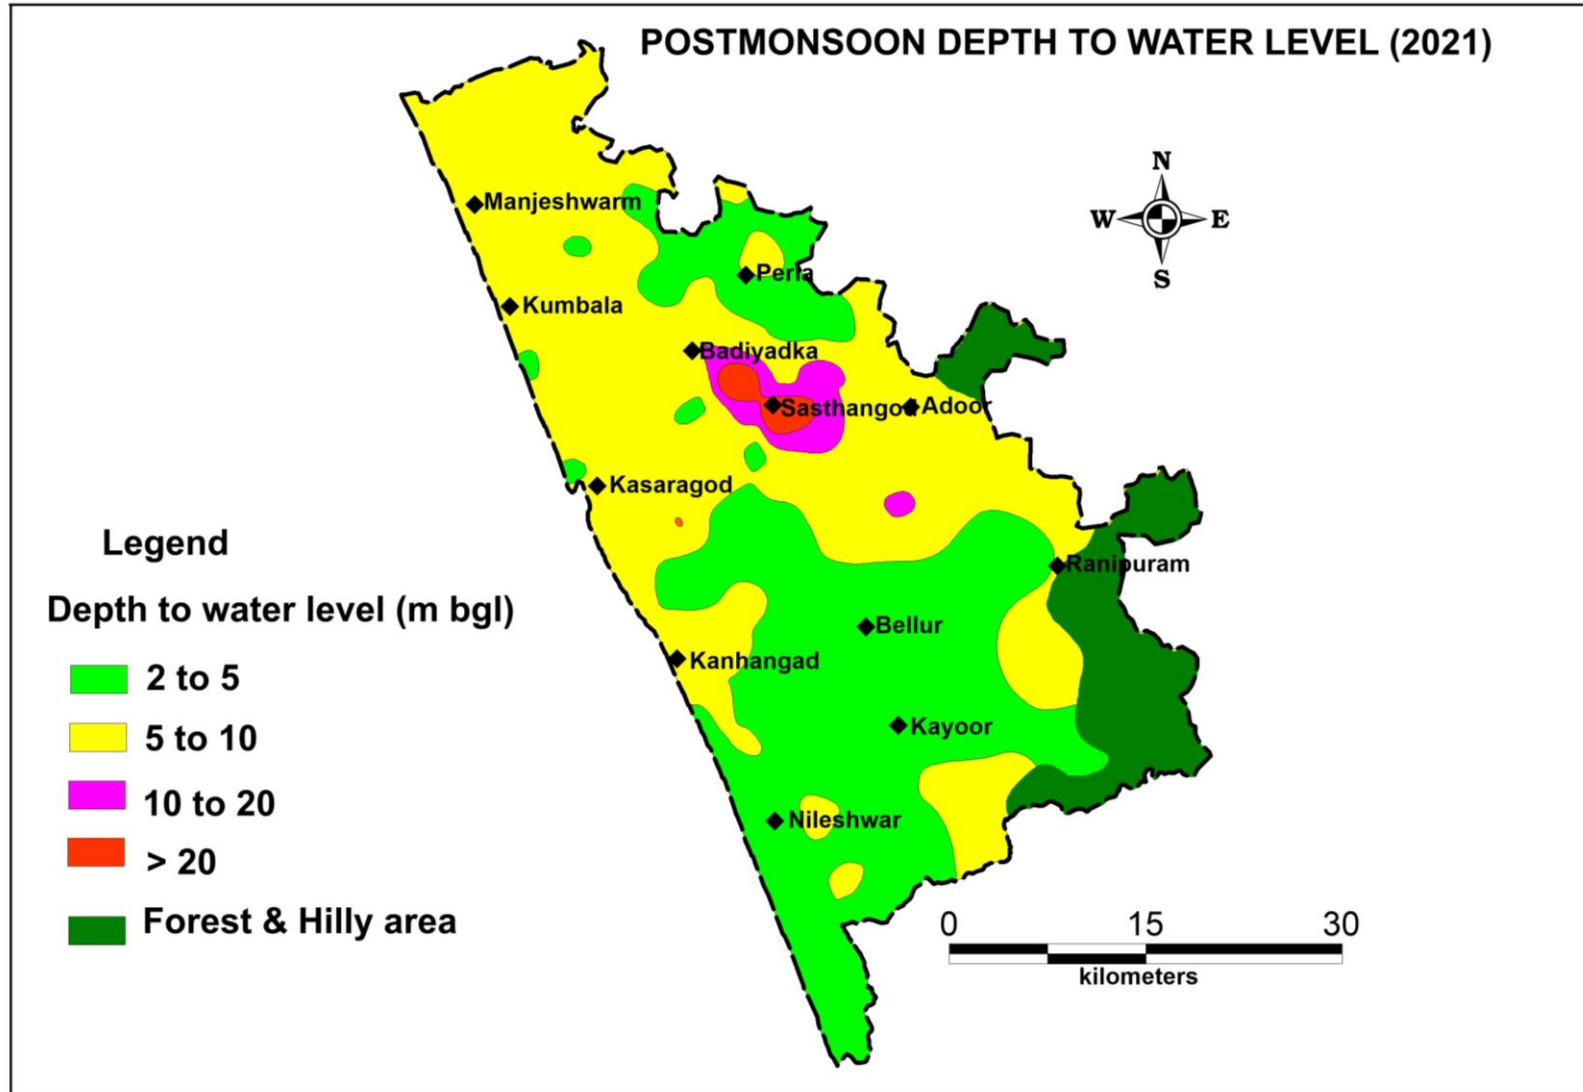 POSTMONSOON DEPTH TO WATER LEVEL (2021)
N
W E
S
Manjeshwarm
Perla
Kumbala
Badiyadka
Sasthangod
Adoor
Kasaragod
Ranipuram
Bellur
Kanhangad
Kayoor
Nileshwar
Legend
Depth to water level (m bgl)
2 to 5
5 to 10
10 to 20
> 20
Forest & Hilly area
0 15 30
kilometers